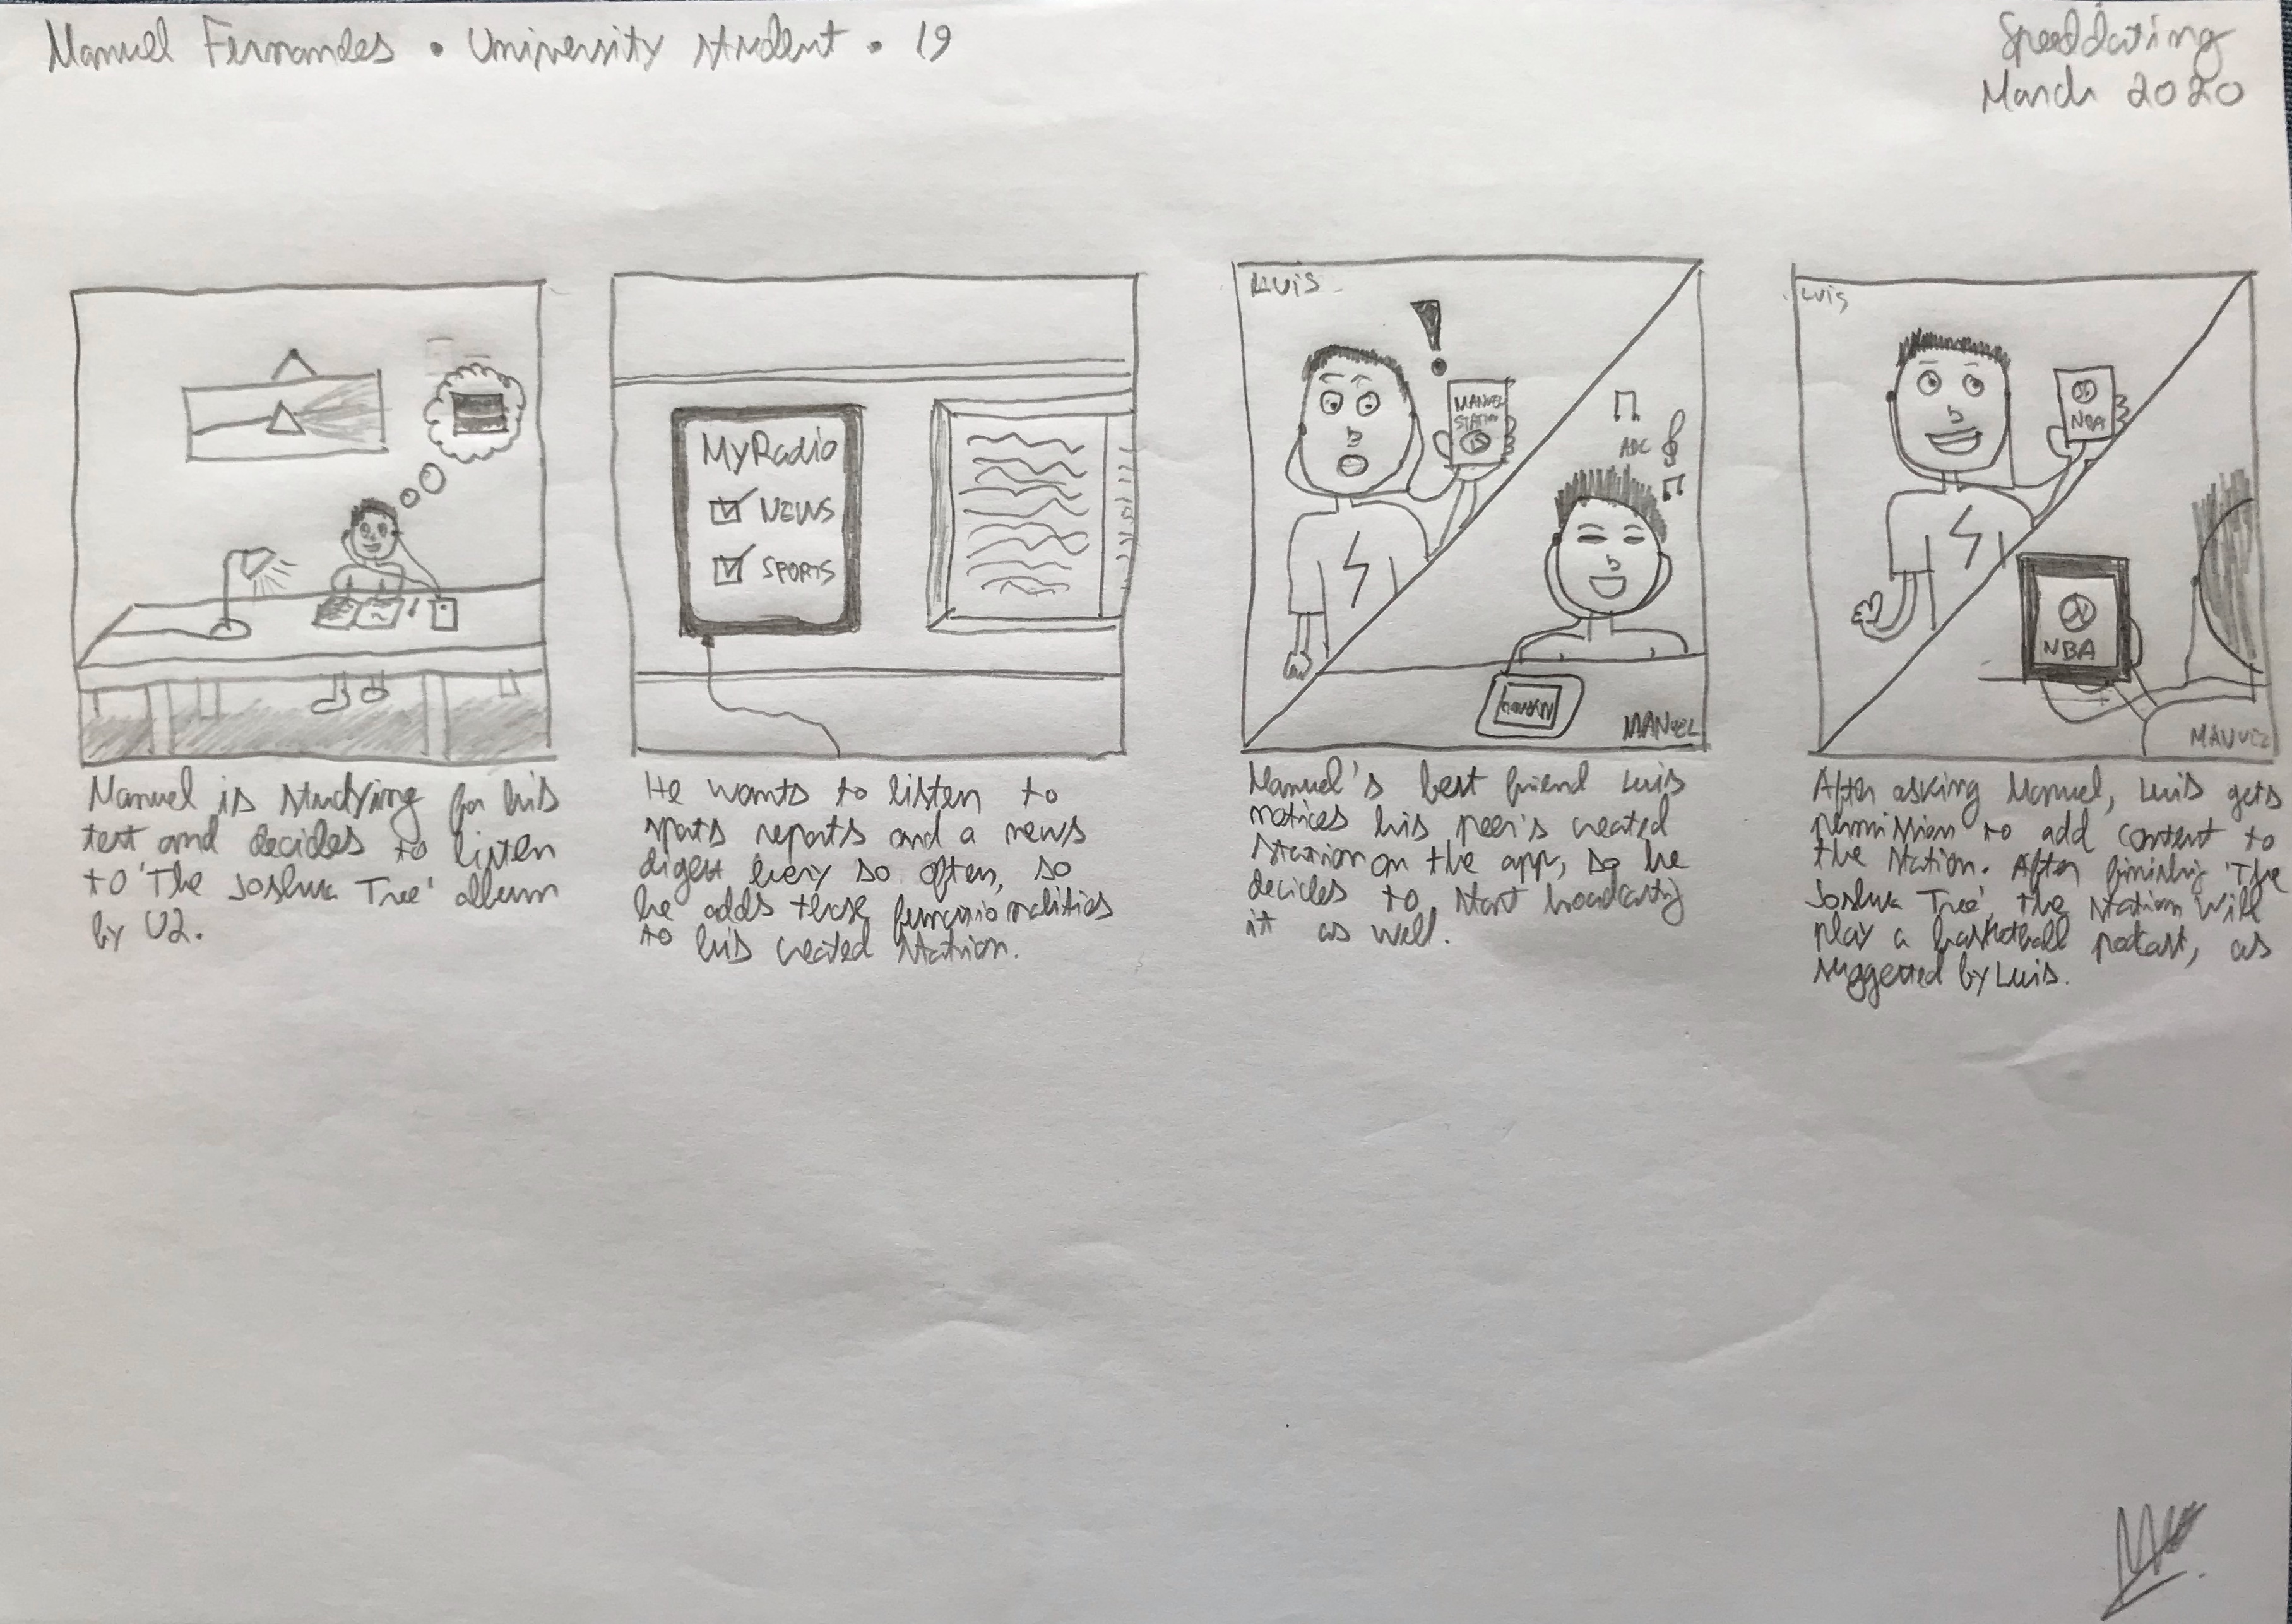 Manuel Fernandes • University student • 19
Speeddating
March 2020
MyRadio
NEWS
SPORTS
LUIS
MANUEL
STATION
ABC
MANUEL
LUIS
NBA
NBA
MANUEL
Manuel is studying for his
test and decides to listen
to 'The Joshua Tree' album
by U2.
He wants to listen to
sports reports and a news
digest every so often, so
he adds those funcionalities
to his created station.
Manuel's best friend Luis
notices his peer's created
station on the app, so he
decides to start broadcasting
it as well.
After asking Manuel, Luis gets
permission to add content to
the station. After finishing 'The
Joshua Tree', the station will
play a basketball podcast, as
suggested by Luis.